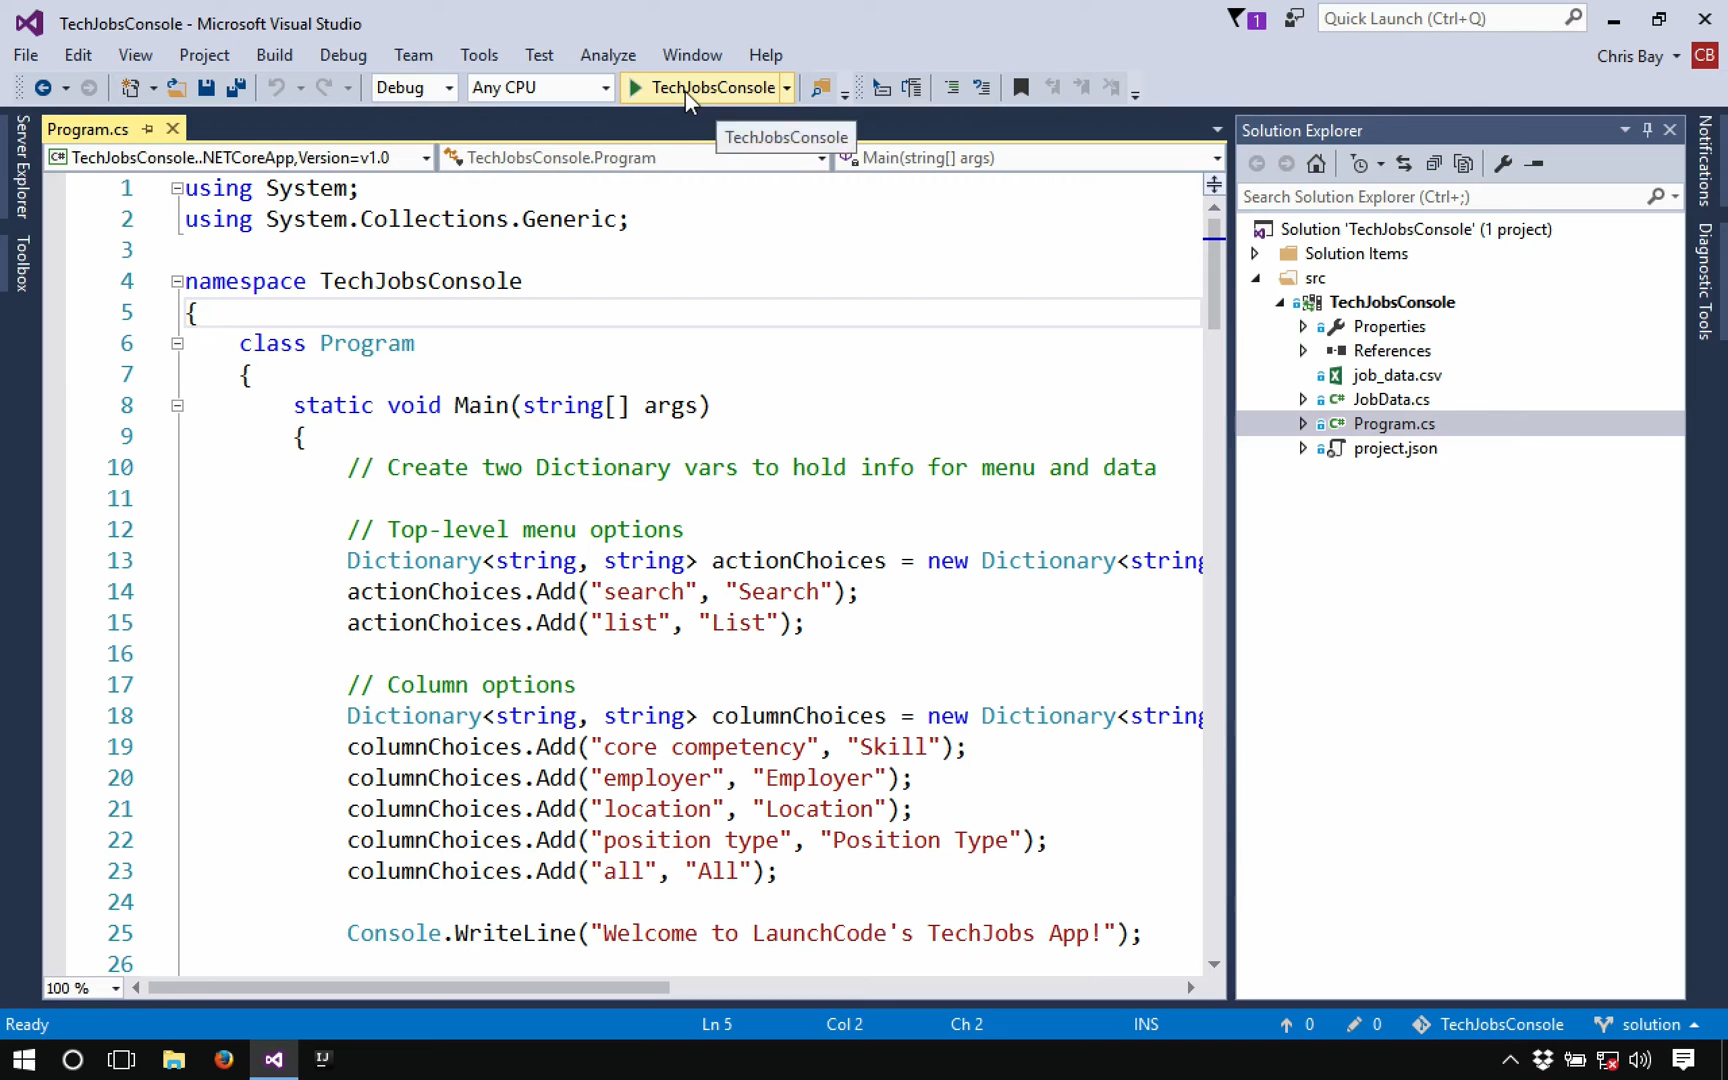 TechJobsConsole - Microsoft Visual Studio
1
Quick Launch (Ctrl+Q)
File Edit View Project Build Debug Team Tools Test Analyze Window Help
Chris Bay CB
Debug Any CPU TechJobsConsole
Program.cs
TechJobsConsole
TechJobsConsole..NETCoreApp,Version=v1.0 TechJobsConsole.Program Main(string[] args)
Server Explorer
Toolbox
1 using System;
2 using System.Collections.Generic;
3
4 namespace TechJobsConsole
5 {
6 class Program
7 {
8 static void Main(string[] args)
9 {
10 // Create two Dictionary vars to hold info for menu and data
11
12 // Top-level menu options
13 Dictionary<string, string> actionChoices = new Dictionary<string
14 actionChoices.Add("search", "Search");
15 actionChoices.Add("list", "List");
16
17 // Column options
18 Dictionary<string, string> columnChoices = new Dictionary<string
19 columnChoices.Add("core competency", "Skill");
20 columnChoices.Add("employer", "Employer");
21 columnChoices.Add("location", "Location");
22 columnChoices.Add("position type", "Position Type");
23 columnChoices.Add("all", "All");
24
25 Console.WriteLine("Welcome to LaunchCode's TechJobs App!");
26
100 %
Solution Explorer
Search Solution Explorer (Ctrl+;)
Solution 'TechJobsConsole' (1 project)
Solution Items
src
TechJobsConsole
Properties
References
job_data.csv
JobData.cs
Program.cs
project.json
Notifications
Diagnostic Tools
Ready Ln 5 Col 2 Ch 2 INS 0 0 TechJobsConsole solution
IJ